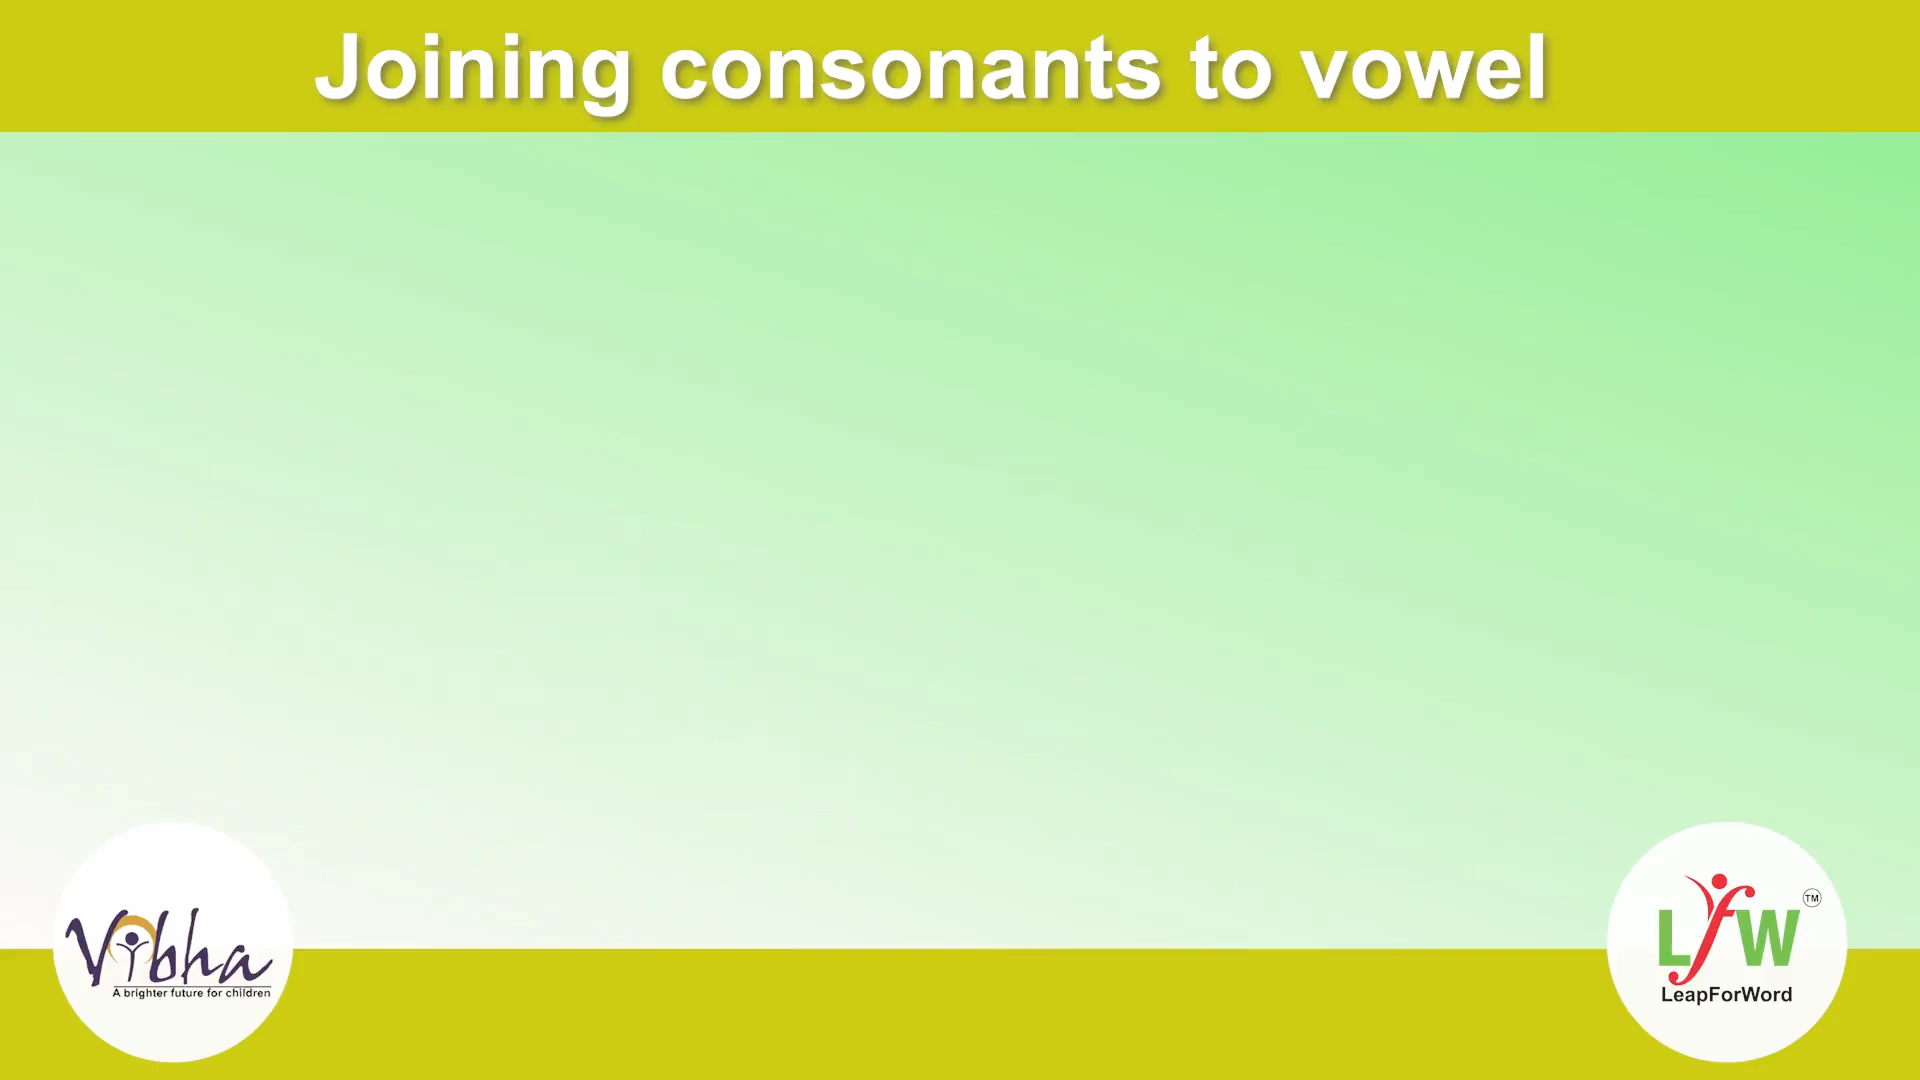 Joining consonants to vowel
Vibha
A brighter future for children
LfW
TM
LeapForWord